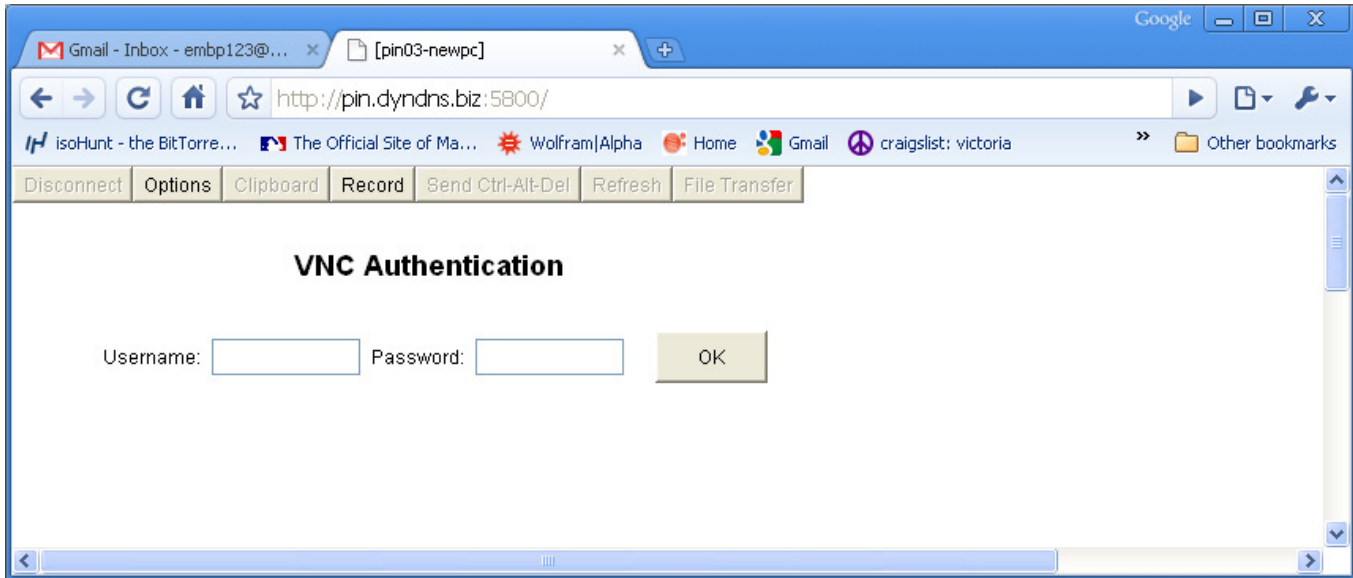 Google
Gmail - Inbox - embp123@...
[pin03-newpc]
http://pin.dyndns.biz:5800/
isoHunt - the BitTorre... The Official Site of Ma... Wolfram|Alpha Home Gmail craigslist: victoria » Other bookmarks
Disconnect Options Clipboard Record Send Ctrl-Alt-Del Refresh File Transfer
VNC Authentication
Username: Password: OK